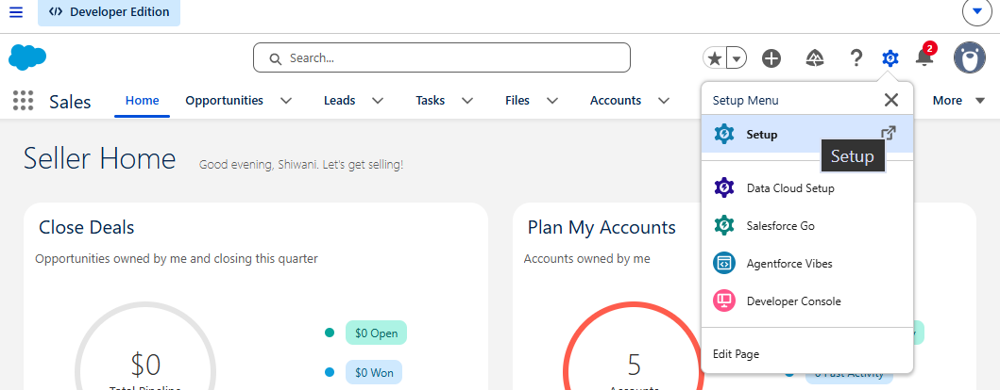 Developer Edition
Search...
2
Sales
Home
Opportunities
Leads
Tasks
Files
Accounts
More
Setup Menu
Setup
Setup
Data Cloud Setup
Salesforce Go
Agentforce Vibes
Developer Console
Edit Page
Seller Home
Good evening, Shiwani. Let's get selling!
Close Deals
Opportunities owned by me and closing this quarter
$0
Total Pipeline
$0 Open
$0 Won
Plan My Accounts
Accounts owned by me
5
Accounts
Past Activity